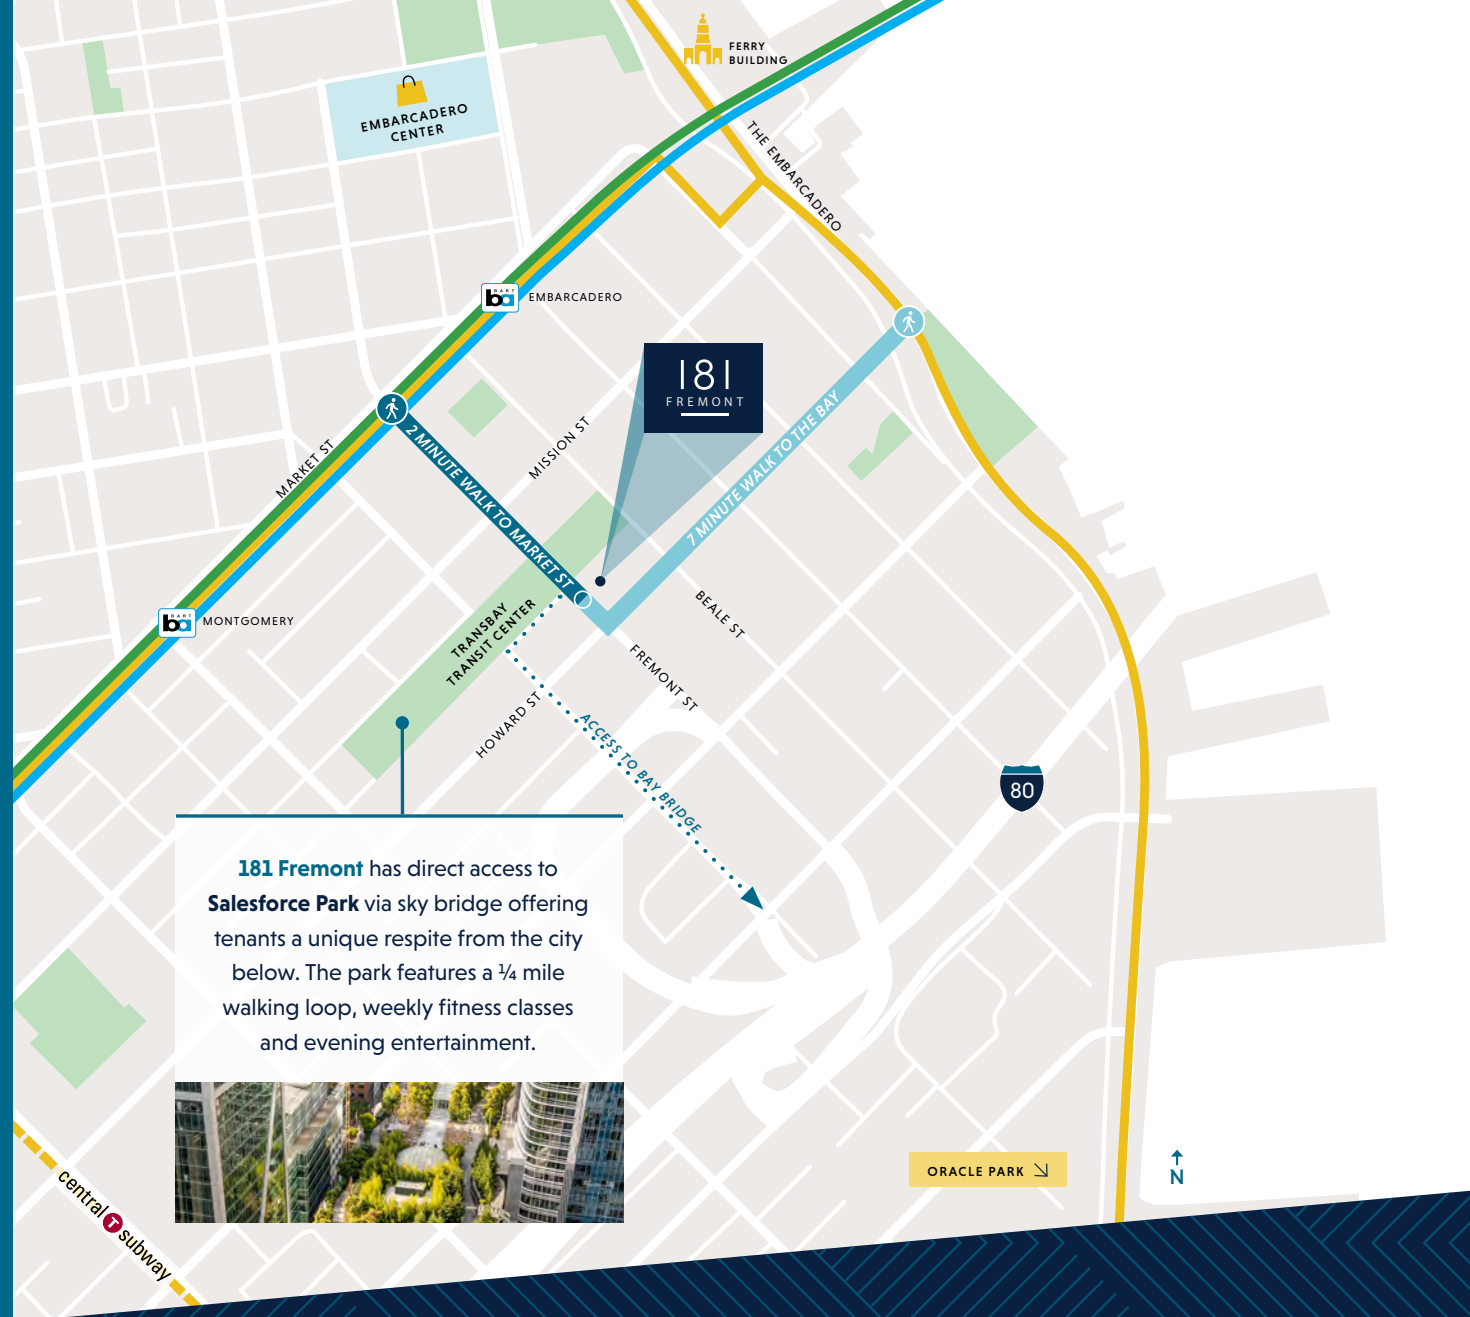 FERRY
BUILDING
EMBARCADERO
CENTER
THE EMBARCADERO
BART
ba
EMBARCADERO
181
FREMONT
2 MINUTE WALK TO MARKET ST
7 MINUTE WALK TO THE BAY
MARKET ST
MISSION ST
BART
ba
MONTGOMERY
TRANSBAY
TRANSIT CENTER
BEALE ST
FREMONT ST
HOWARD ST
ACCESS TO BAY BRIDGE
80
181 Fremont has direct access to
Salesforce Park via sky bridge offering
tenants a unique respite from the city
below. The park features a ¼ mile
walking loop, weekly fitness classes
and evening entertainment.
ORACLE PARK
N
central T subway